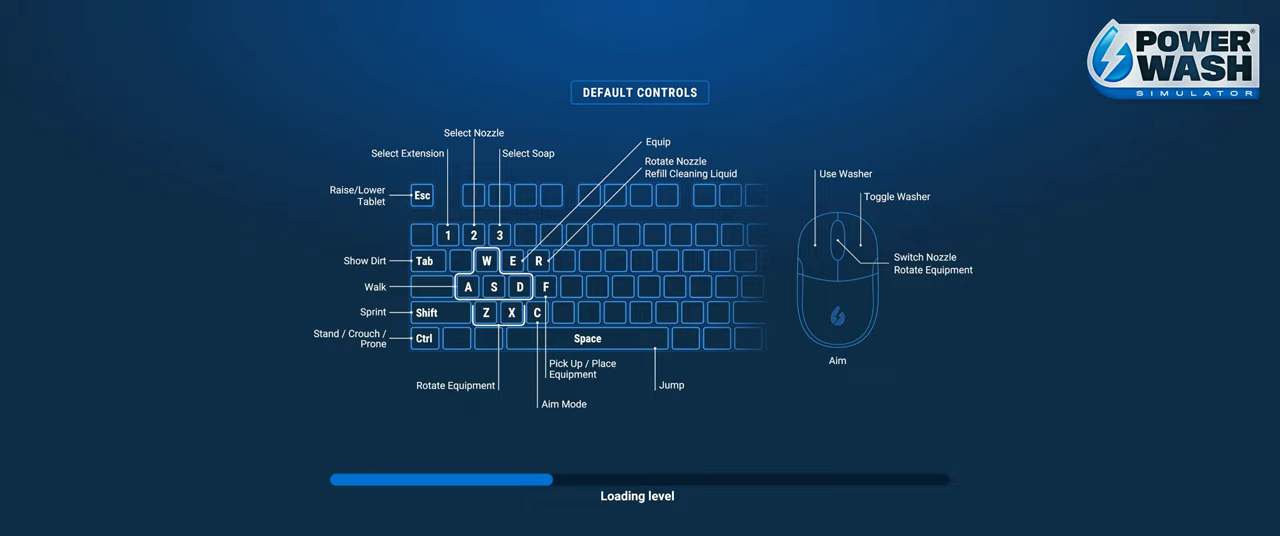 POWER
WASH
SIMULATOR
DEFAULT CONTROLS
Select Nozzle
Select Extension
Select Soap
Equip
Rotate Nozzle
Refill Cleaning Liquid
Raise/Lower
Tablet
Esc
1
2
3
Show Dirt
Tab
W
E
R
Walk
A
S
D
F
Sprint
Shift
Z
X
C
Stand / Crouch /
Prone
Ctrl
Space
Rotate Equipment
Pick Up / Place
Equipment
Aim Mode
Jump
Use Washer
Toggle Washer
Switch Nozzle
Rotate Equipment
Aim
Loading level